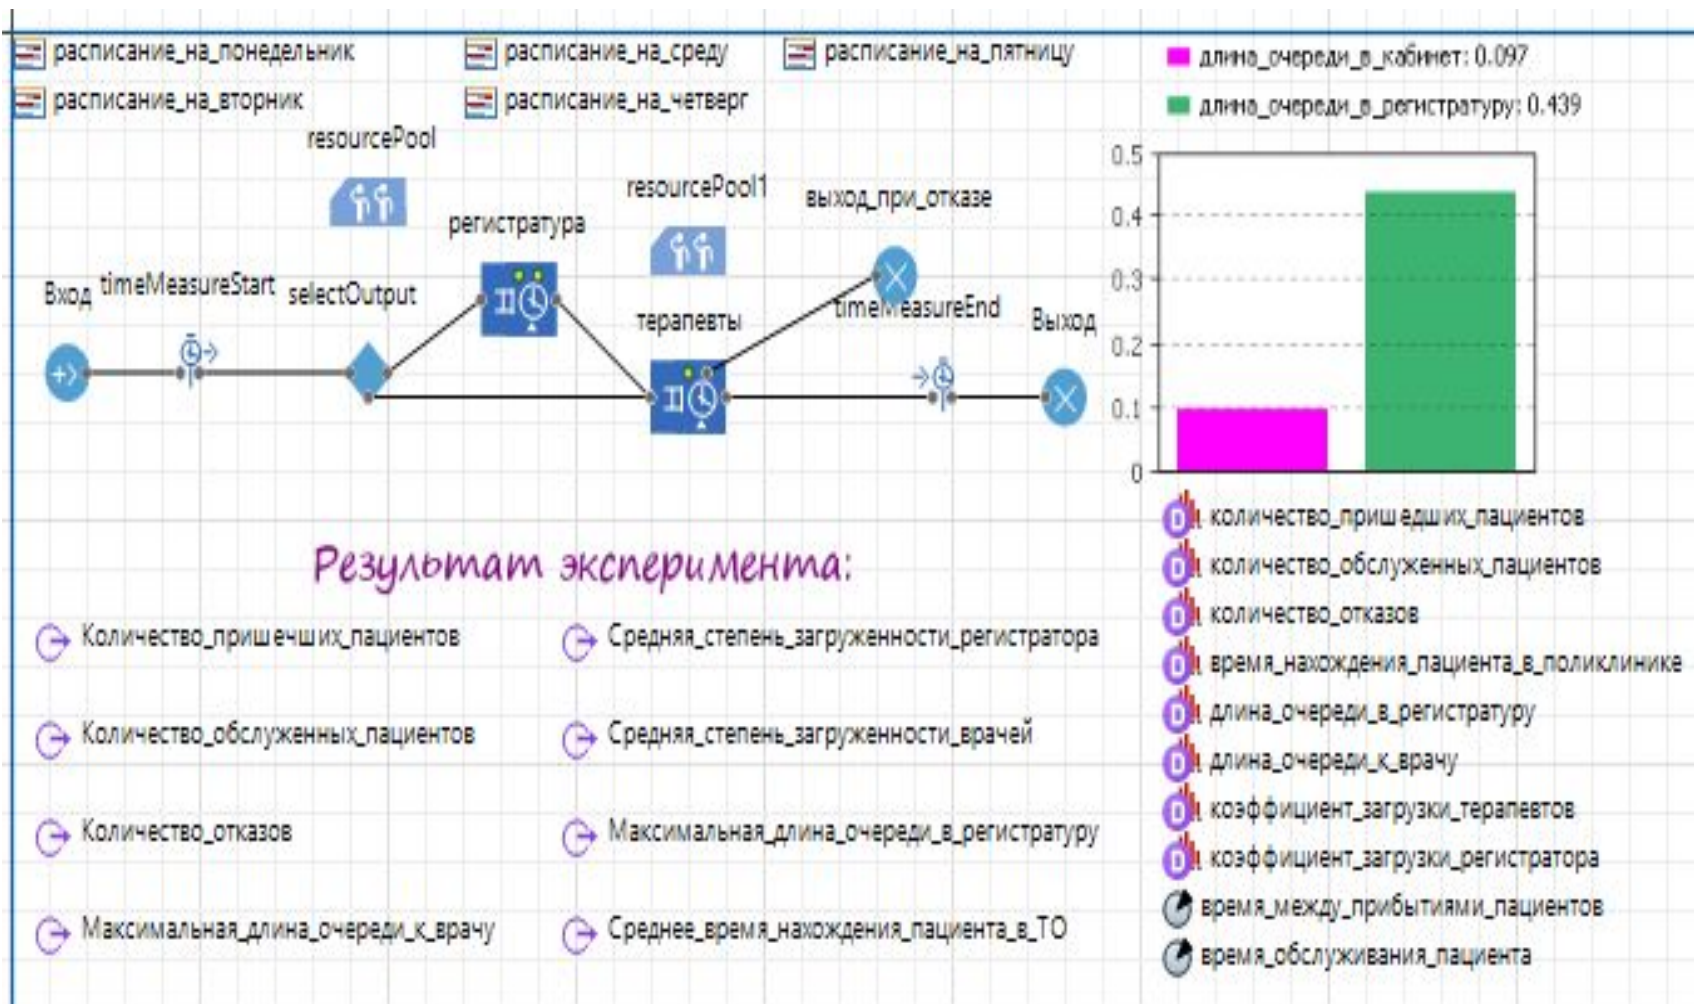 расписание_на_понедельник
расписание_на_среду
расписание_на_пятницу
расписание_на_вторник
расписание_на_четверг
resourcePool
resourcePool1
выход_при_отказе
регистратура
Вход
timeMeasureStart
selectOutput
терапевты
timeMeasureEnd
Выход
длина_очереди_в_кабинет: 0.097
длина_очереди_в_регистратуру: 0.439
0.5
0.4
0.3
0.2
0.1
0
Результат эксперимента:
Количество_пришечших_пациентов
Средняя_степень_загруженности_регистратора
Количество_обслуженных_пациентов
Средняя_степень_загруженности_врачей
Количество_отказов
Максимальная_длина_очереди_в_регистратуру
Максимальная_длина_очереди_к_врачу
Среднее_время_нахождения_пациента_в_ТО
количество_пришедших_пациентов
количество_обслуженных_пациентов
количество_отказов
время_нахождения_пациента_в_поликлинике
длина_очереди_в_регистратуру
длина_очереди_к_врачу
коэффициент_загрузки_терапевтов
коэффициент_загрузки_регистратора
время_между_прибытиями_пациентов
время_обслуживания_пациента